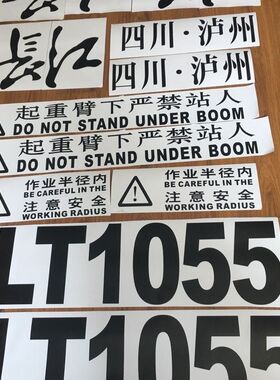 長江
四川·泸州
四川·泸州
起重臂下严禁站人
DO NOT STAND UNDER BOOM
起重臂下严禁站人
DO NOT STAND UNDER BOOM
作业半径内
BE CAREFUL IN THE
注意安全
WORKING RADIUS
作业半径内
BE CAREFUL IN THE
注意安全
WORKING RADIUS
LT1055
LT1055